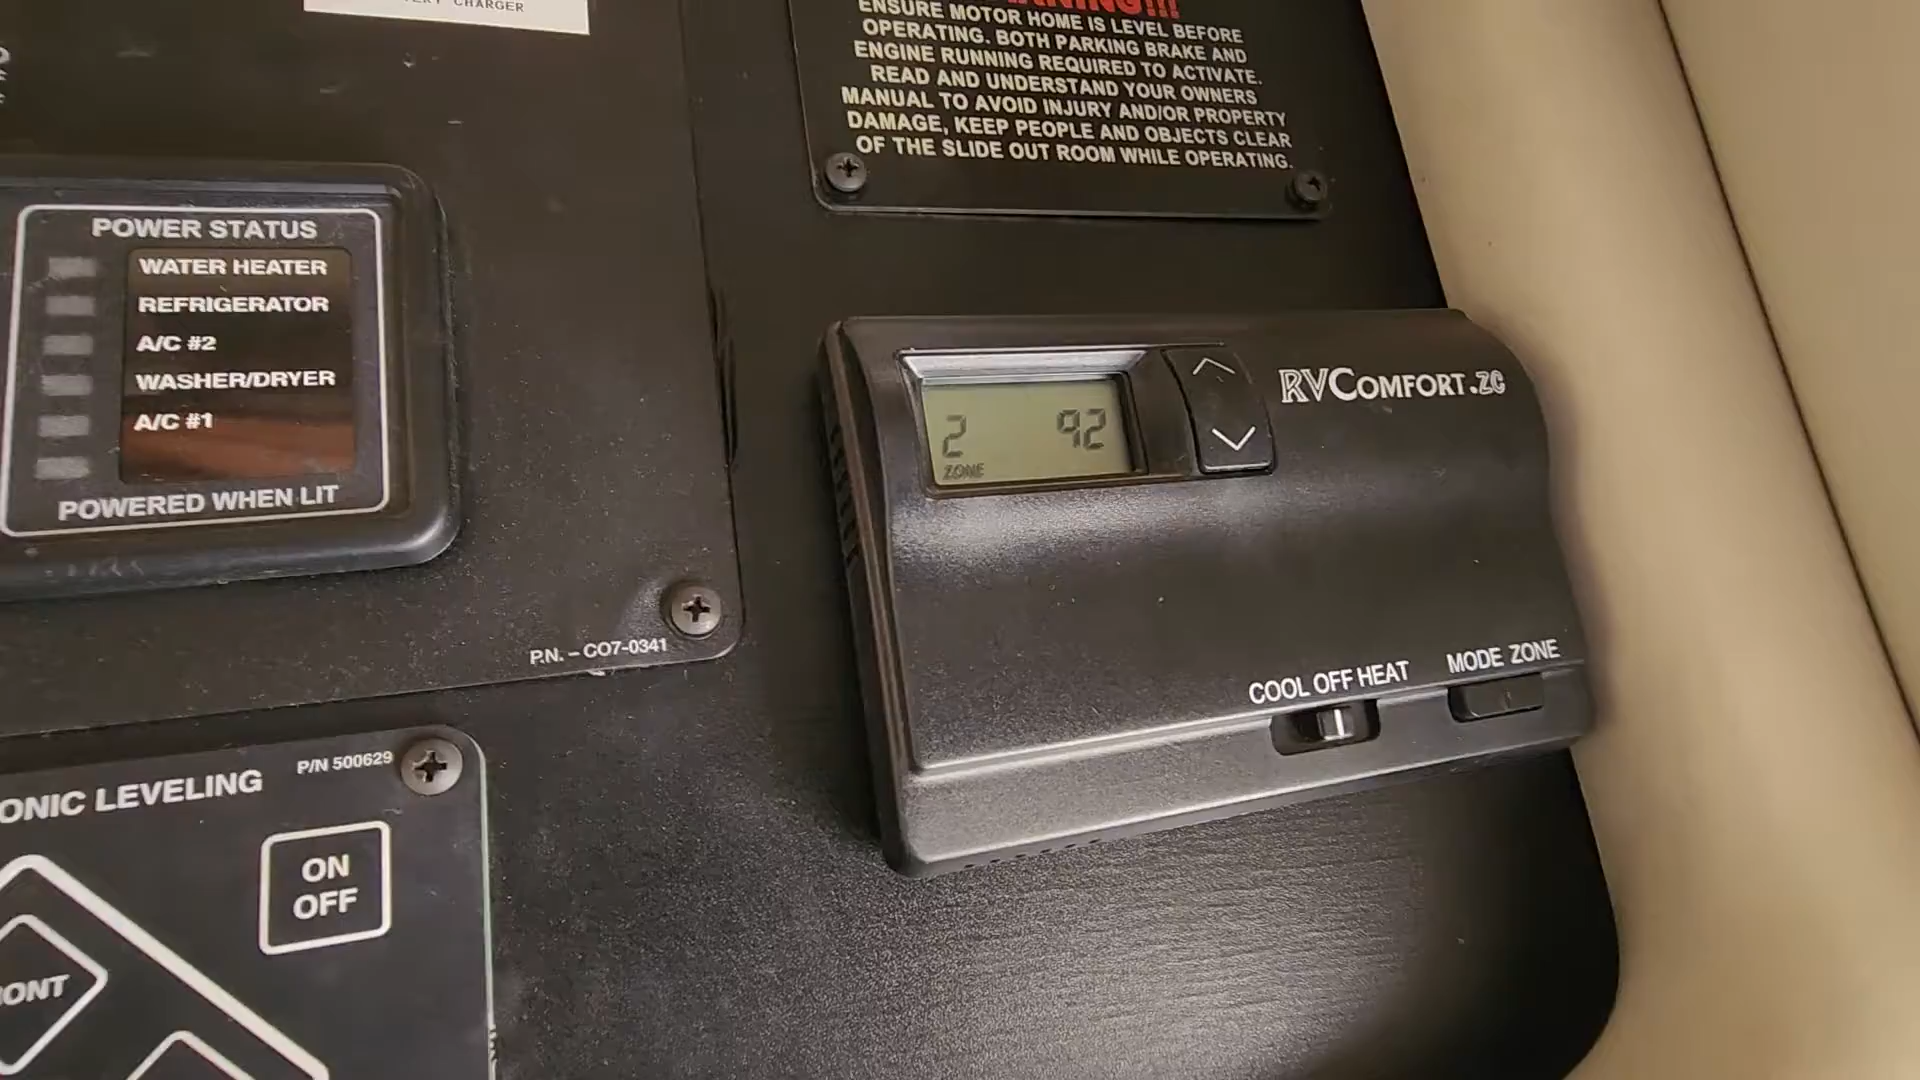 CHARGER
ENSURE MOTOR HOME IS LEVEL BEFORE
OPERATING. BOTH PARKING BRAKE AND
ENGINE RUNNING REQUIRED TO ACTIVATE.
READ AND UNDERSTAND YOUR OWNERS
MANUAL TO AVOID INJURY AND/OR PROPERTY
DAMAGE, KEEP PEOPLE AND OBJECTS CLEAR
OF THE SLIDE OUT ROOM WHILE OPERATING.
POWER STATUS
WATER HEATER
REFRIGERATOR
A/C #2
WASHER/DRYER
A/C #1
POWERED WHEN LIT
P.N. – CO7-0341
2 92
ZONE
RVCOMFORT.ZC
COOL OFF HEAT
MODE ZONE
ONIC LEVELING
P/N 500629
ON
OFF